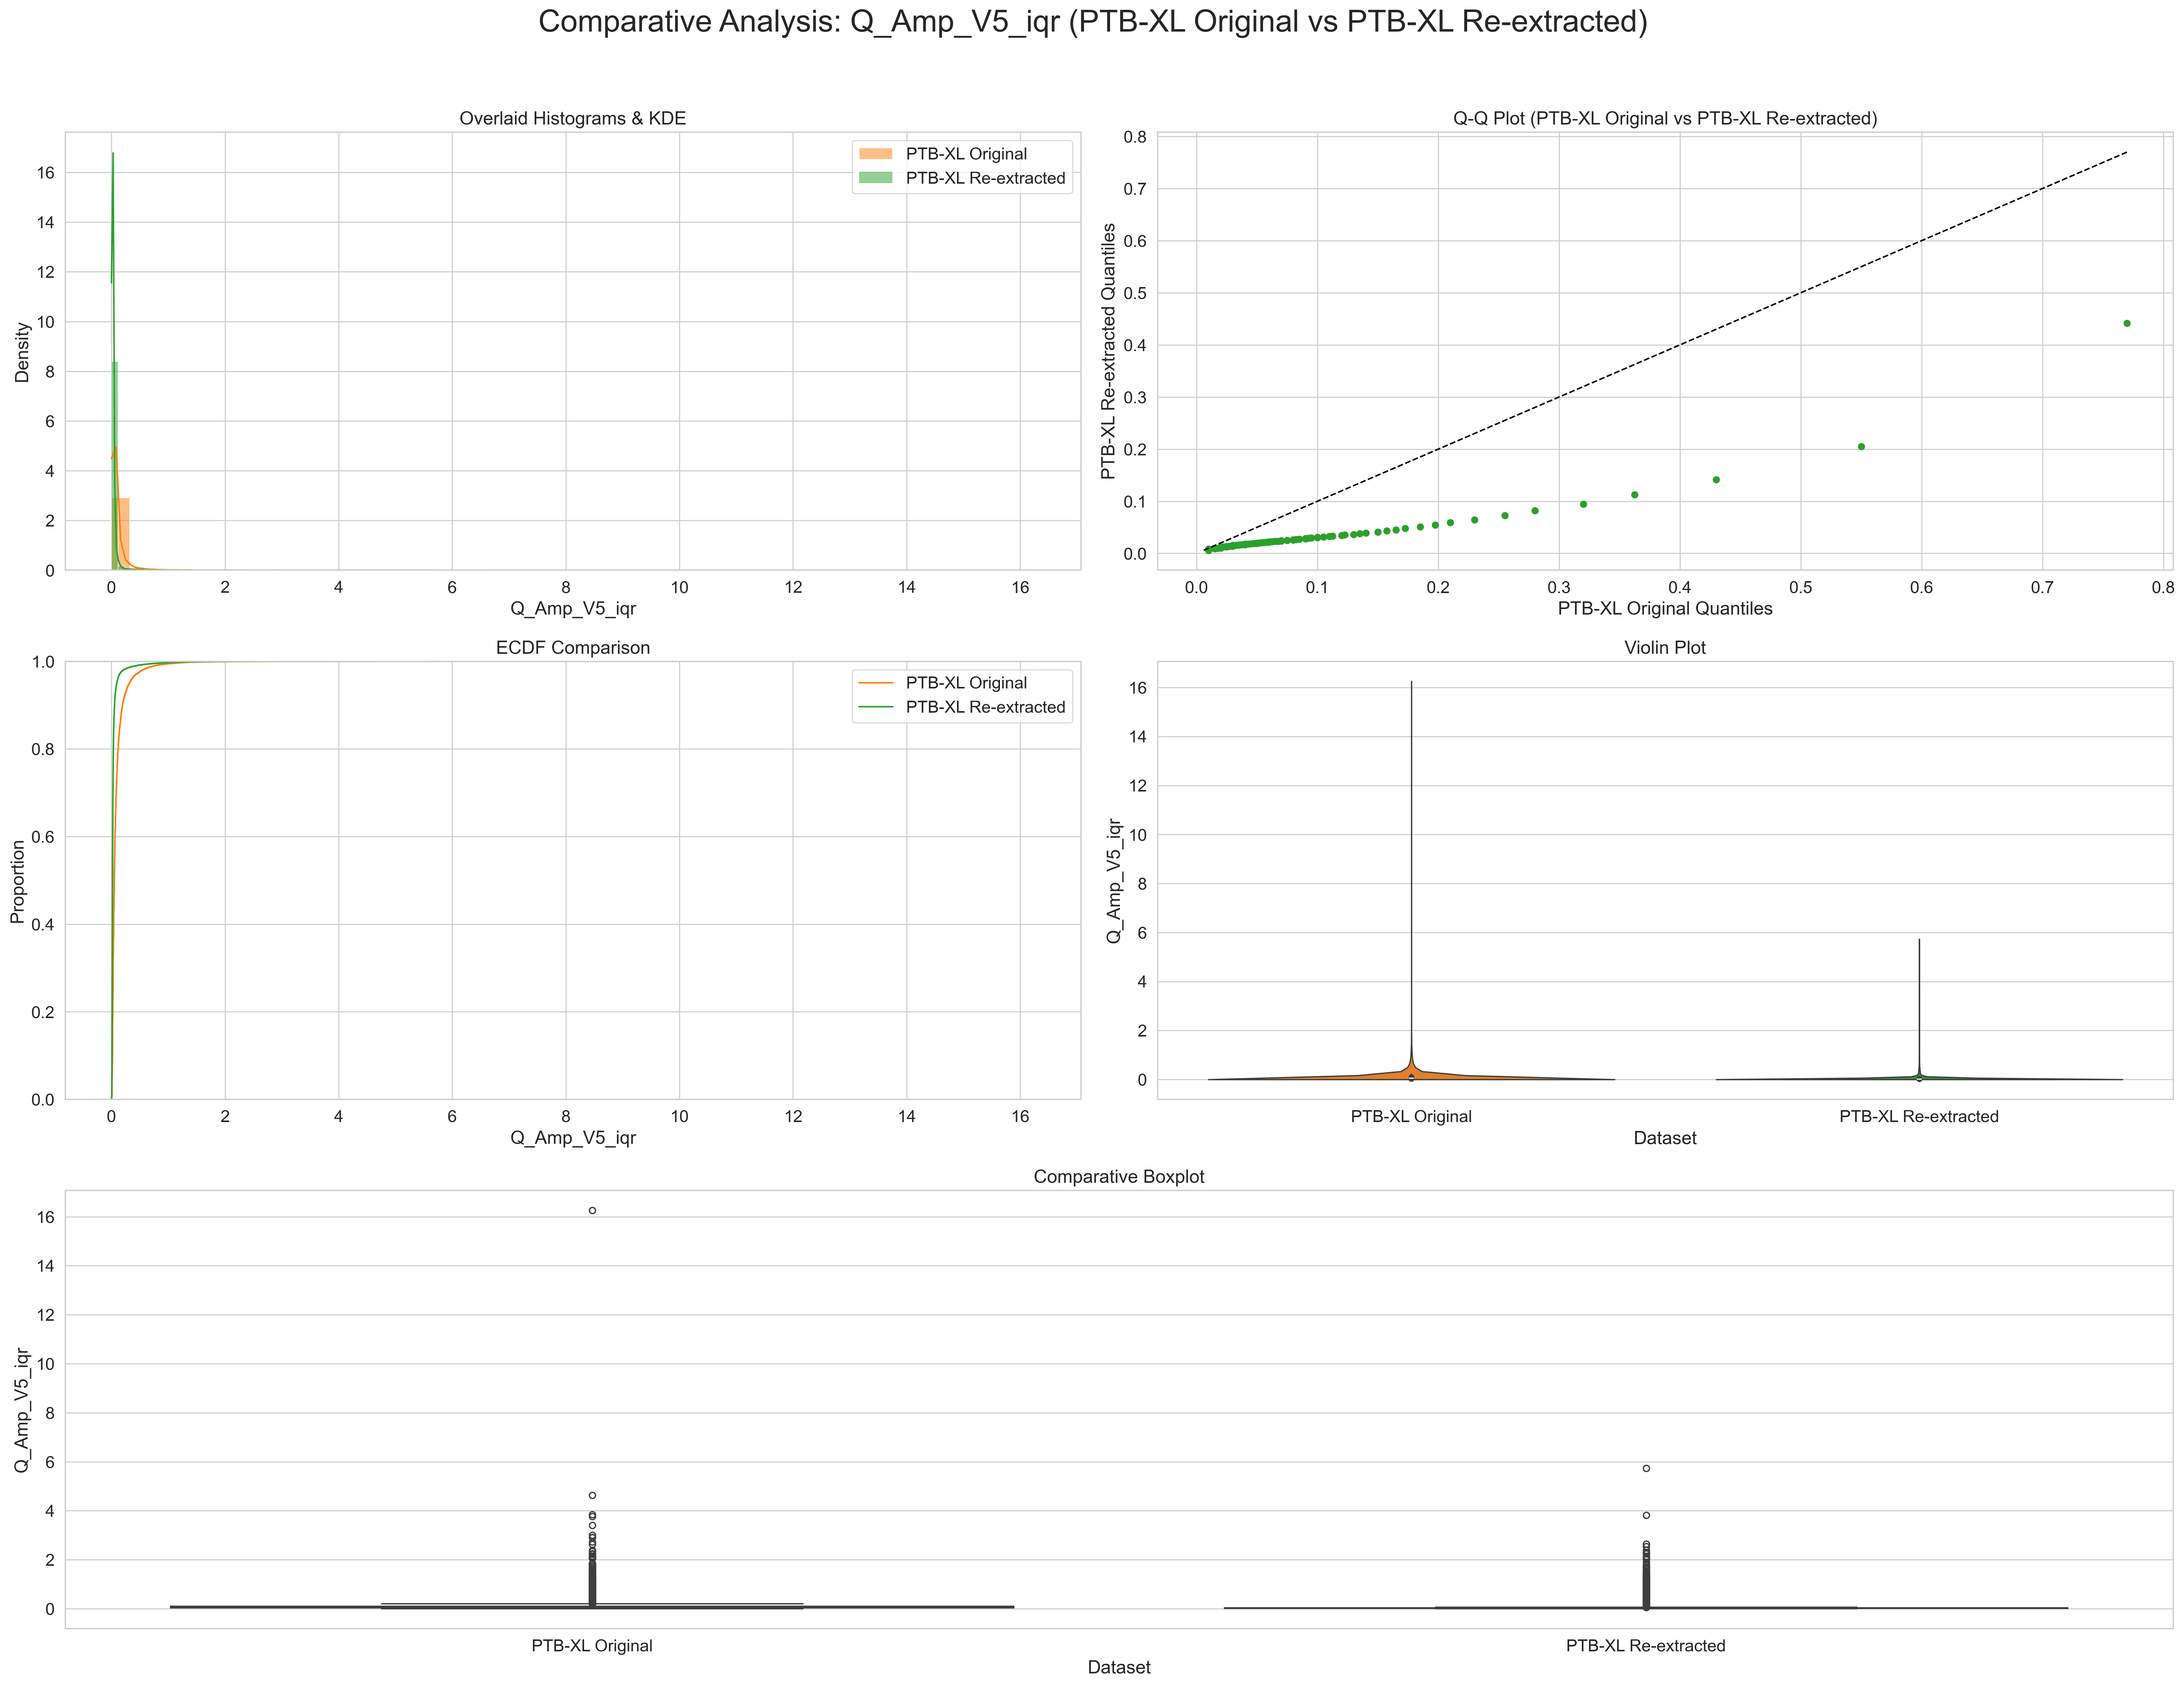 Comparative Analysis: Q_Amp_V5_iqr (PTB-XL Original vs PTB-XL Re-extracted)
Overlaid Histograms & KDE
Density
16
14
12
10
8
6
4
2
0
PTB-XL Original
PTB-XL Re-extracted
0 2 4 6 8 10 12 14 16
Q_Amp_V5_iqr
Q-Q Plot (PTB-XL Original vs PTB-XL Re-extracted)
PTB-XL Re-extracted Quantiles
0.8
0.7
0.6
0.5
0.4
0.3
0.2
0.1
0.0
0.0 0.1 0.2 0.3 0.4 0.5 0.6 0.7 0.8
PTB-XL Original Quantiles
ECDF Comparison
Proportion
1.0
0.8
0.6
0.4
0.2
0.0
PTB-XL Original
PTB-XL Re-extracted
0 2 4 6 8 10 12 14 16
Q_Amp_V5_iqr
Violin Plot
Q_Amp_V5_iqr
16
14
12
10
8
6
4
2
0
PTB-XL Original PTB-XL Re-extracted
Dataset
Comparative Boxplot
Q_Amp_V5_iqr
16
14
12
10
8
6
4
2
0
PTB-XL Original PTB-XL Re-extracted
Dataset